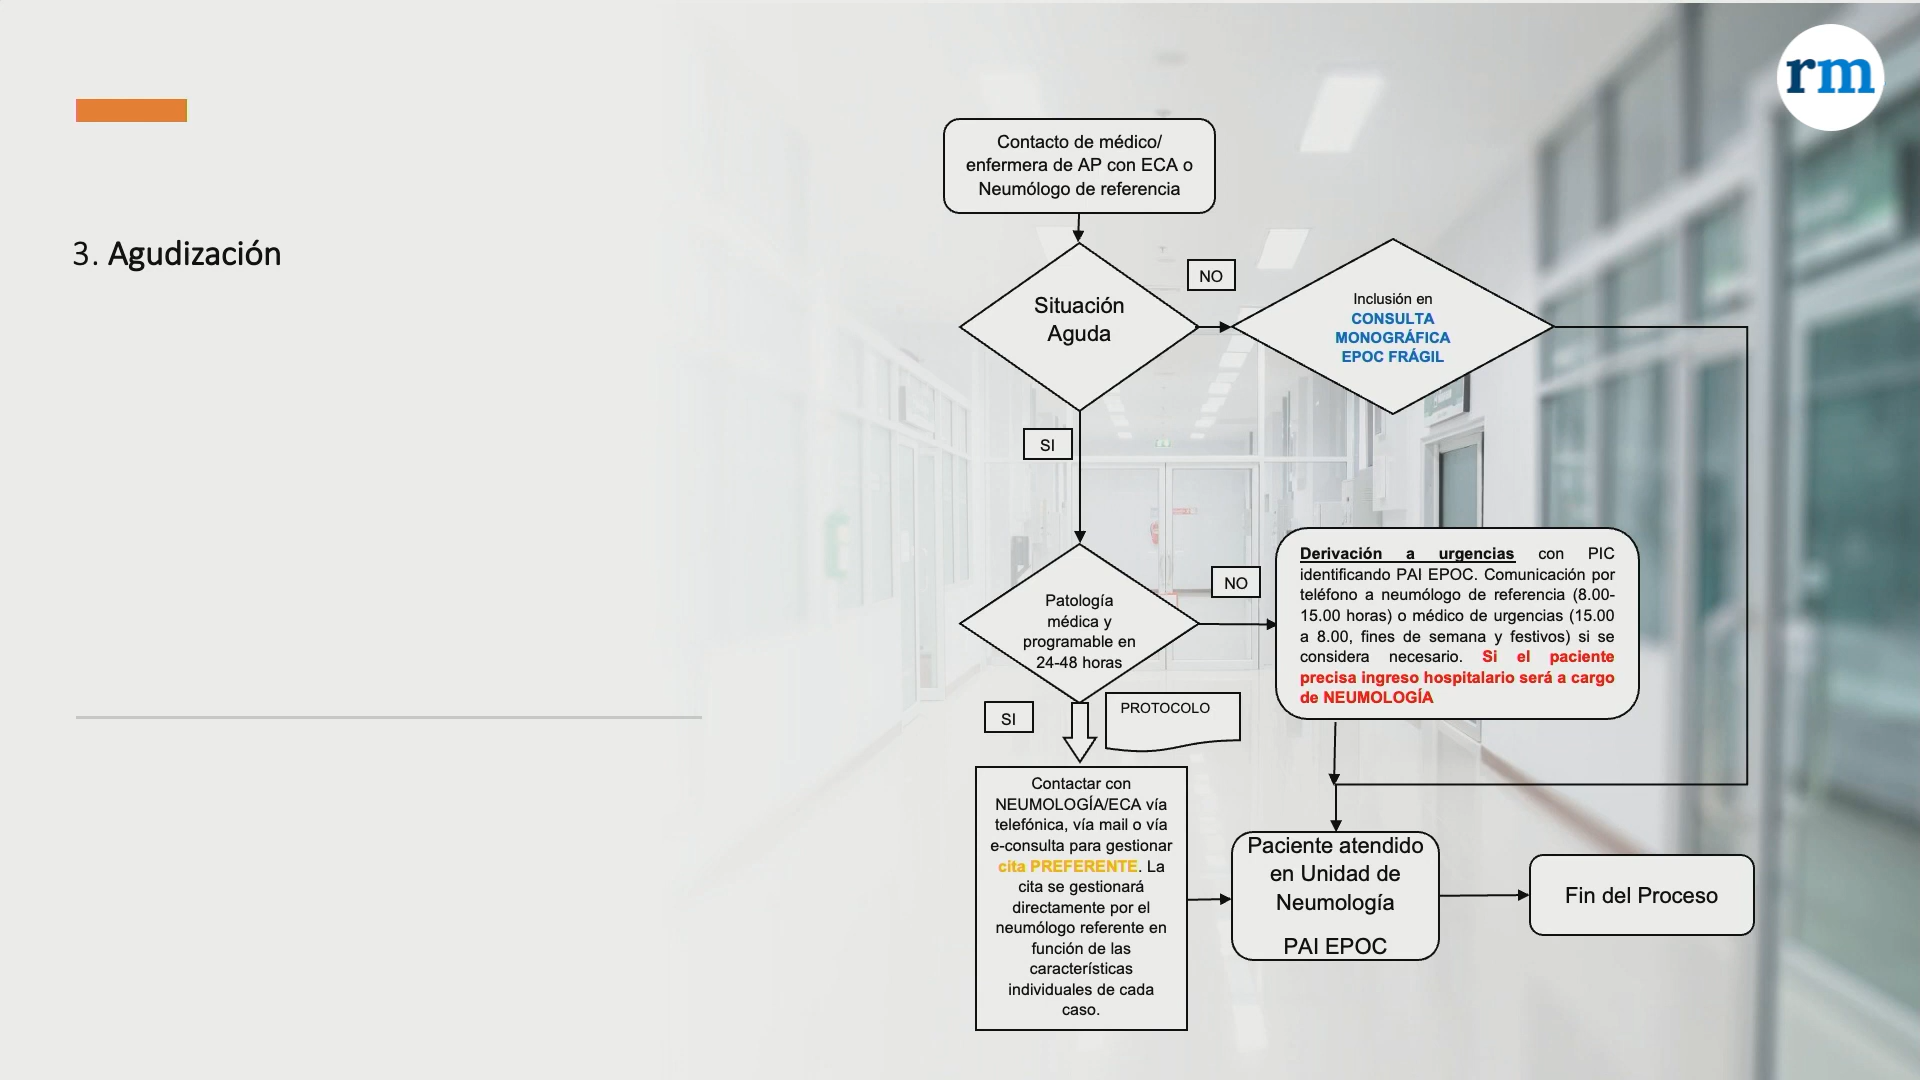 rm
3. Agudización
Contacto de médico/
enfermera de AP con ECA o
Neumólogo de referencia
Situación
Aguda
NO
Inclusión en
CONSULTA
MONOGRÁFICA
EPOC FRÁGIL
SI
Patología
médica y
programable en
24-48 horas
NO
Derivación a urgencias con PIC
identificando PAI EPOC. Comunicación por
teléfono a neumólogo de referencia (8.00-
15.00 horas) o médico de urgencias (15.00
a 8.00, fines de semana y festivos) si se
considera necesario. Si el paciente
precisa ingreso hospitalario será a cargo
de NEUMOLOGÍA
SI
PROTOCOLO
Contactar con
NEUMOLOGÍA/ECA vía
telefónica, vía mail o vía
e-consulta para gestionar
cita PREFERENTE. La
cita se gestionará
directamente por el
neumólogo referente en
función de las
características
individuales de cada
caso.
Paciente atendido
en Unidad de
Neumología
PAI EPOC
Fin del Proceso